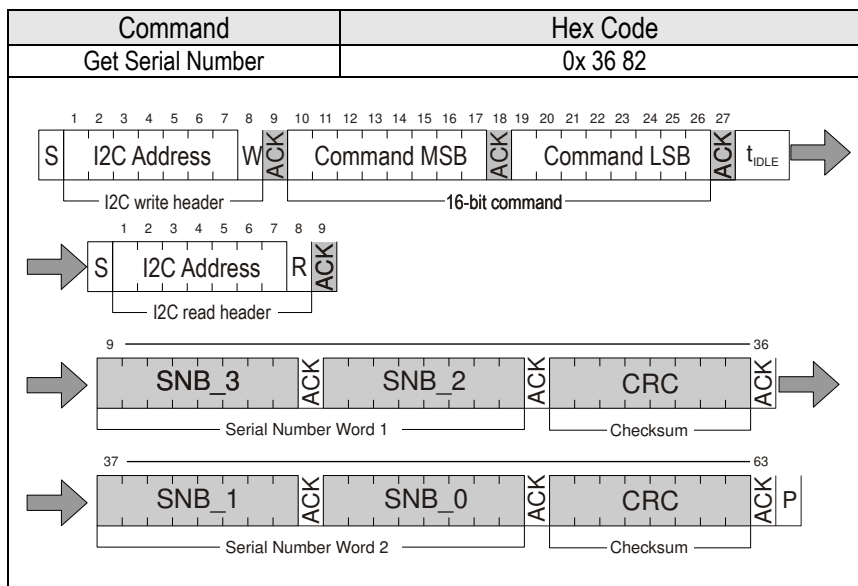 Command Hex Code
Get Serial Number 0x 36 82
1 2 3 4 5 6 7 8 9 10 11 12 13 14 15 16 17 18 19 20 21 22 23 24 25 26 27
S I2C Address W ACK Command MSB ACK Command LSB ACK tIDLE
I2C write header 16-bit command
1 2 3 4 5 6 7 8 9
S I2C Address R ACK
I2C read header
9 36
SNB_3 ACK SNB_2 ACK CRC ACK
Serial Number Word 1 Checksum
37 63
SNB_1 ACK SNB_0 ACK CRC ACK P
Serial Number Word 2 Checksum